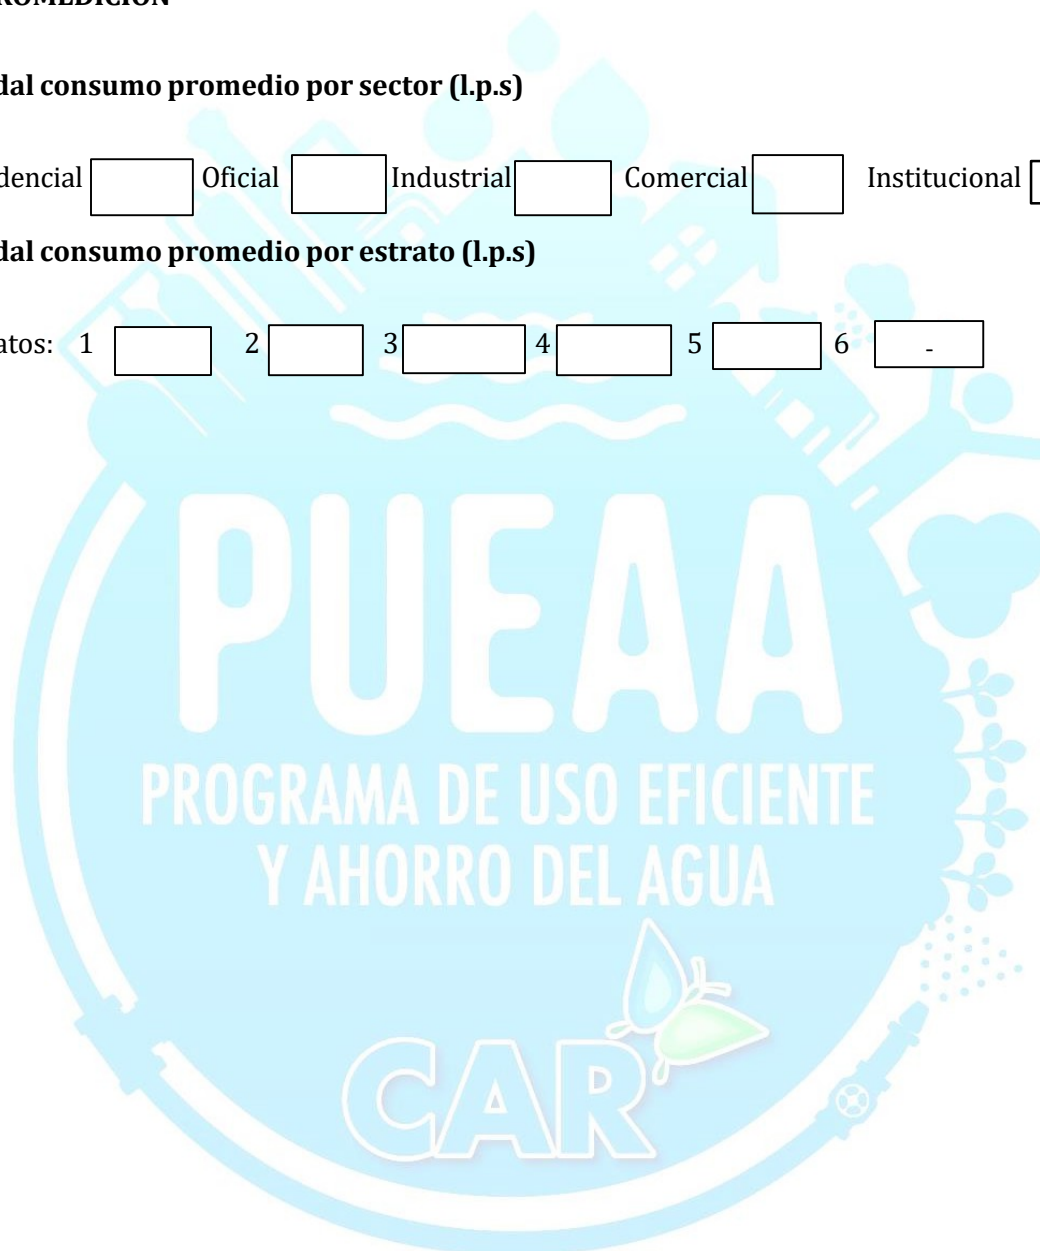 ROMEDICIÓN
dal consumo promedio por sector (l.p.s)
dencial Oficial Industrial Comercial Institucional
dal consumo promedio por estrato (l.p.s)
atos: 1 2 3 4 5 6 -
PUEAA
PROGRAMA DE USO EFICIENTE
Y AHORRO DEL AGUA
CAR